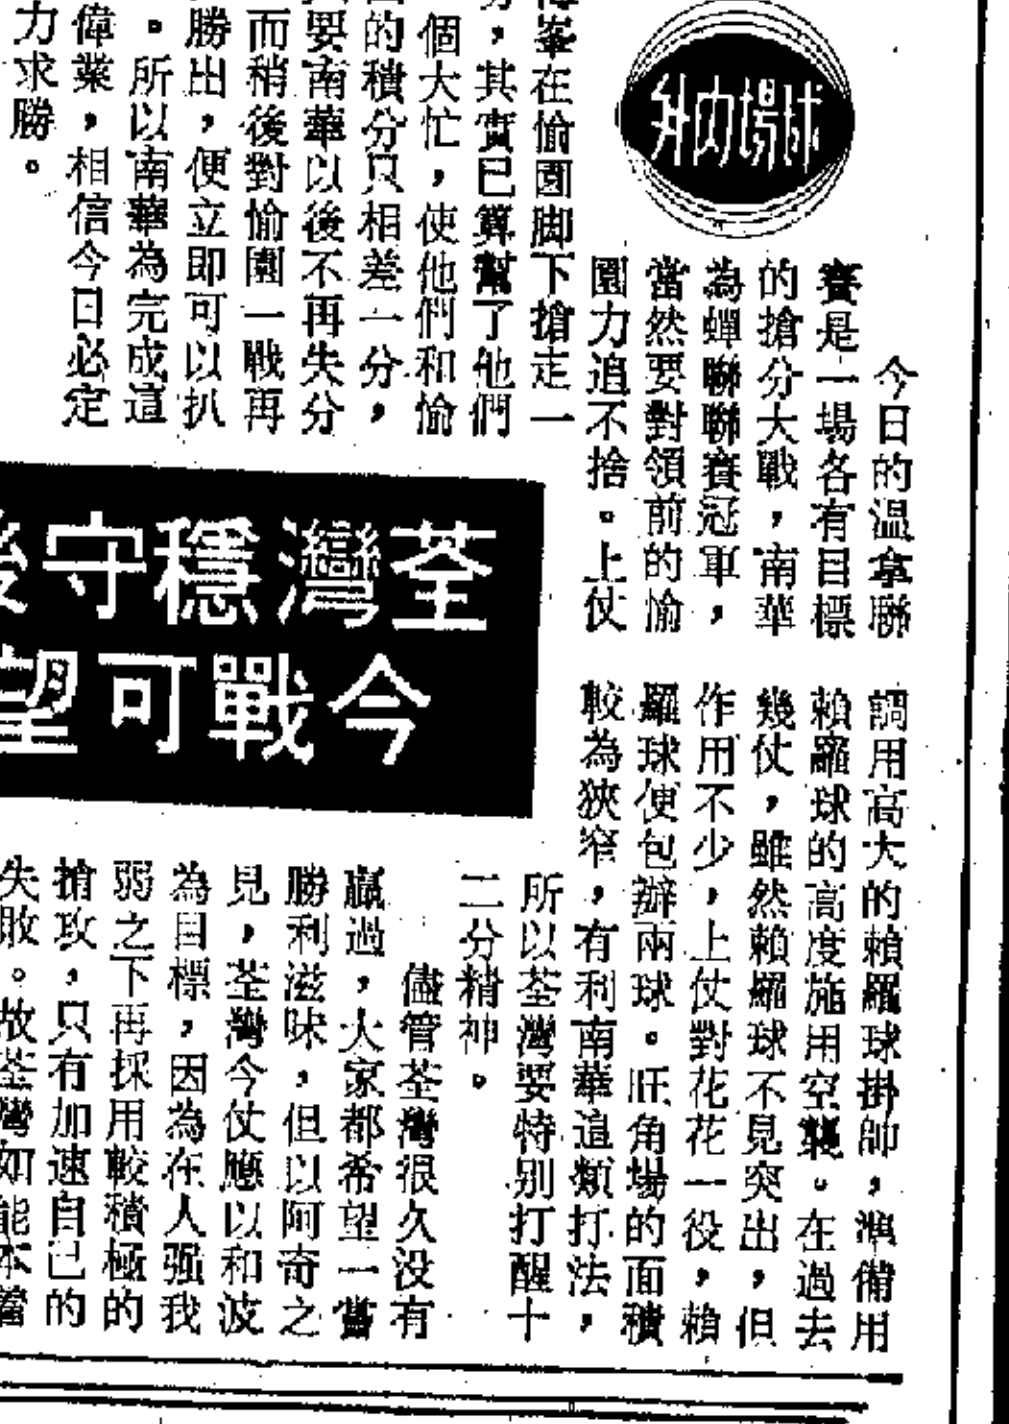 球場內外
今日的温拿聯
賽是一場各有目標
的搶分大戰，南華
為蟬聯聯賽冠軍，
當然要對領前的愉
園力追不捨。上仗
峯在愉園脚下搶走一
，其實已算幫了他們
個大忙，使他們和愉
的積分只相差一分，
要南華以後不再失分
而稍後對愉園一戰再
勝出，便立即可以扒
。所以南華為完成這
偉業，相信今日必定
力求勝。
荃灣穩守
今戰可望
調用高大的賴羅球掛帥，準備用
賴羅球的高度施用空襲。在過去
幾仗，雖然賴羅球不見突出，但
作用不少，上仗對花花一役，賴
羅球便包辦兩球。旺角場的面積
較為狹窄，有利南華這類打法，
所以荃灣要特別打醒十
二分精神。
儘管荃灣很久没有
贏過，大家都希望一嘗
勝利滋味，但以阿奇之
見，荃灣今仗應以和波
為目標，因為在人强我
弱之下再採用較積極的
搶攻，只有加速自己的
失敗。故荃灣如能本着